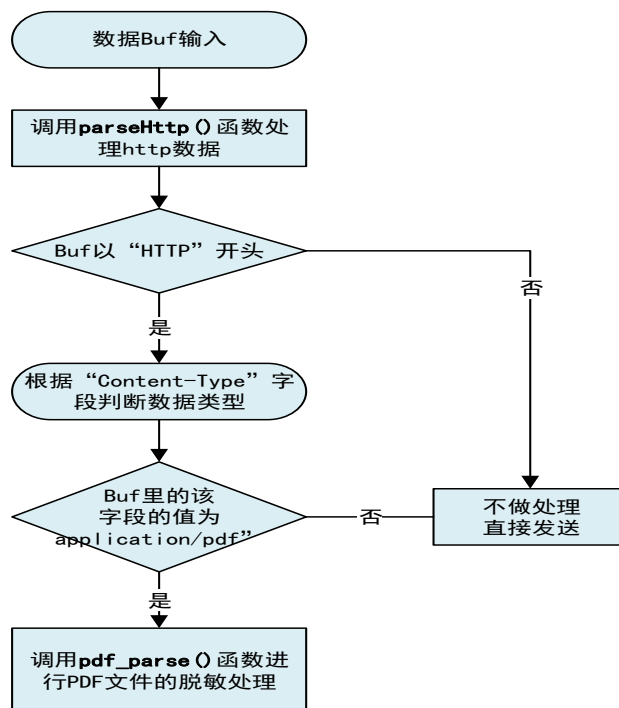 数据Buf输入
调用parseHttp()函数处
理http数据
Buf以“HTTP”开头
否
是
根据“Content-Type”字
段判断数据类型
Buf里的该
字段的值为
application/pdf”
否
不做处理
直接发送
是
调用pdf_parse()函数进
行PDF文件的脱敏处理